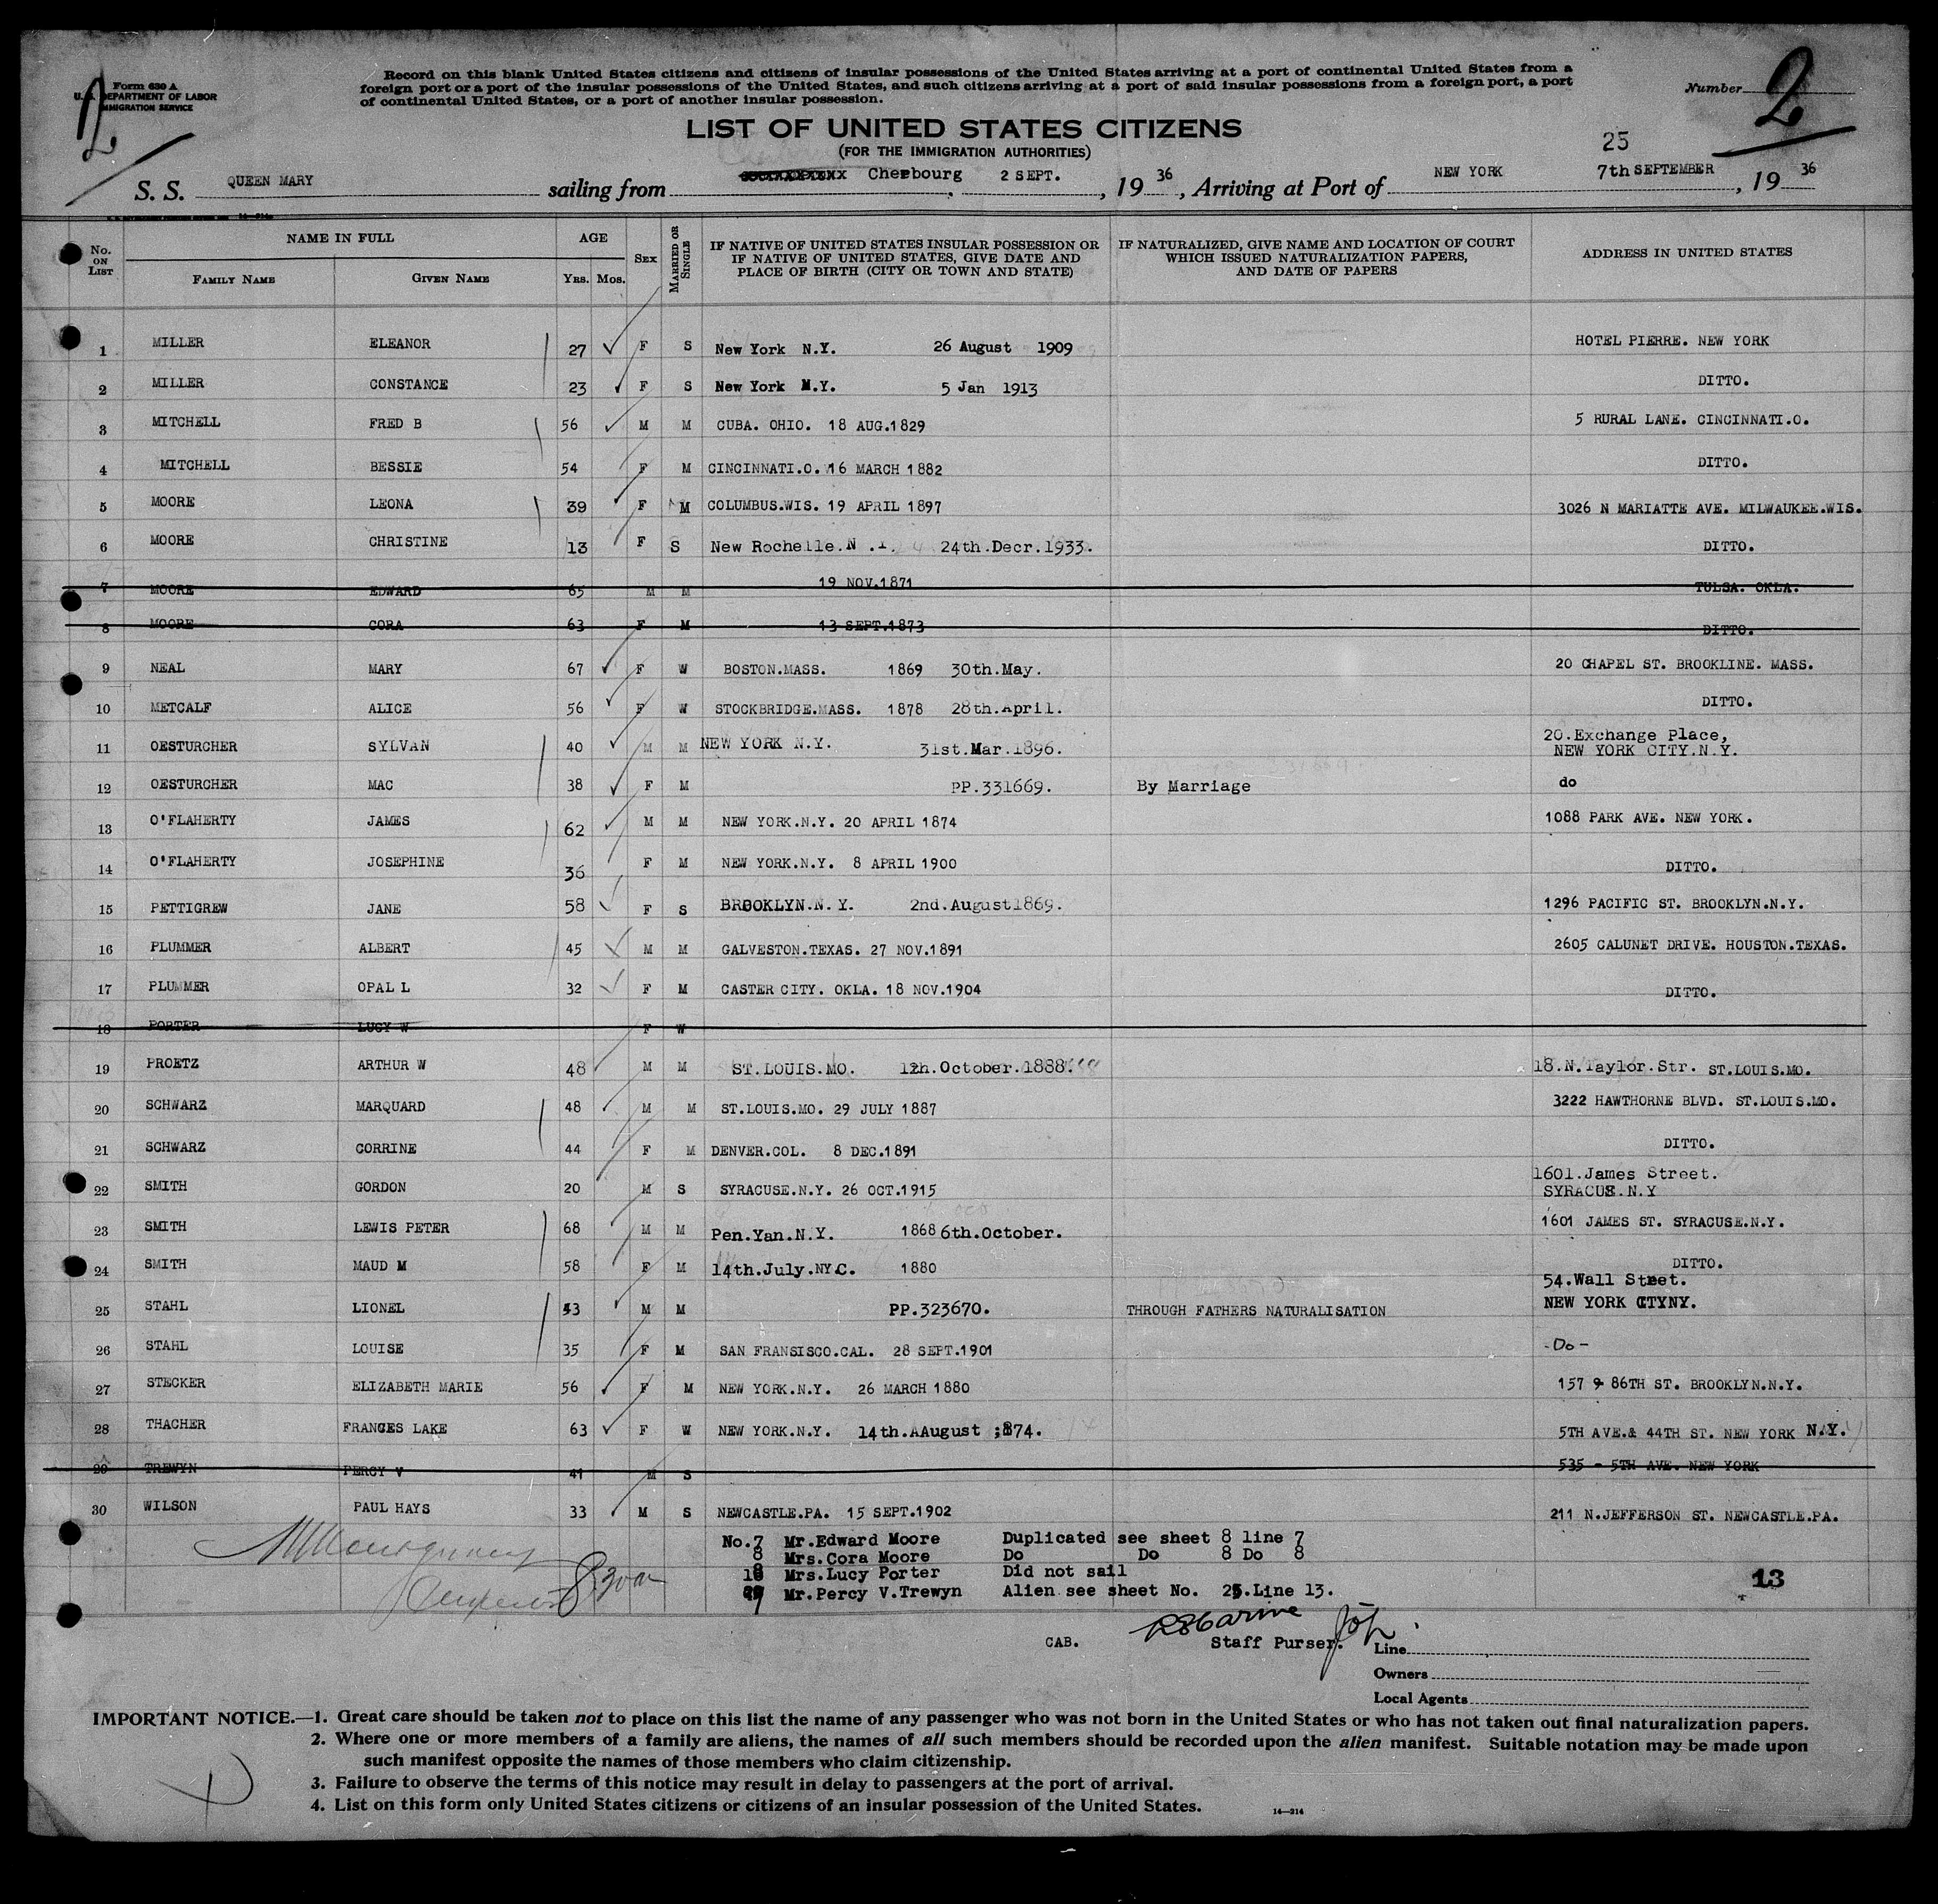 Form 630 A
U. S. DEPARTMENT OF LABOR
IMMIGRATION SERVICE
Record on this blank United States citizens and citizens of insular possessions of the United States arriving at a port of continental United States from a
foreign port or a port of the insular possessions of the United States, and such citizens arriving at a port of said insular possessions from a foreign port, a port
of continental United States, or a port of another insular possession.
Number 2
LIST OF UNITED STATES CITIZENS
(FOR THE IMMIGRATION AUTHORITIES)
25
S. S. QUEEN MARY sailing from Cherbourg 2 SEPT. , 19 36 , Arriving at Port of NEW YORK 7th SEPTEMBER , 19 36
No. ON LIST
NAME IN FULL
FAMILY NAME
GIVEN NAME
AGE
YRS. MOS.
SEX
MARRIED OR SINGLE
IF NATIVE OF UNITED STATES INSULAR POSSESSION OR
IF NATIVE OF UNITED STATES, GIVE DATE AND
PLACE OF BIRTH (CITY OR TOWN AND STATE)
IF NATURALIZED, GIVE NAME AND LOCATION OF COURT
WHICH ISSUED NATURALIZATION PAPERS,
AND DATE OF PAPERS
ADDRESS IN UNITED STATES
1 MILLER ELEANOR 27 F S New York N.Y. 26 August 1909 HOTEL PIERRE. NEW YORK
2 MILLER CONSTANCE 23 F S New York N.Y. 5 Jan 1913 DITTO.
3 MITCHELL FRED B 56 M M CUBA. OHIO. 18 AUG.1829 5 RURAL LANE. CINCINNATI.O.
4 MITCHELL BESSIE 54 F M CINCINNATI.O. 16 MARCH 1882 DITTO.
5 MOORE LEONA 39 F M COLUMBUS.WIS. 19 APRIL 1897 3026 N MARIATTE AVE. MILWAUKEE.WIS.
6 MOORE CHRISTINE 13 F S New Rochelle.N 24th.Decr.1933. DITTO.
7 MOORE EDWARD 65 M M 19 NOV.1871 TULSA. OKLA.
8 MOORE CORA 63 F M 13 SEPT.1873 DITTO.
9 NEAL MARY 67 F W BOSTON.MASS. 1869 30th.May. 20 CHAPEL ST. BROOKLINE. MASS.
10 METCALF ALICE 56 F W STOCKBRIDGE.MASS. 1878 28th.April. DITTO.
11 OESTURCHER SYLVAN 40 M M NEW YORK N.Y. 31st.Mar.1896. 20.Exchange Place,
NEW YORK CITY.N.Y.
12 OESTURCHER MAC 38 F M PP.331669. By Marriage do
13 O'FLAHERTY JAMES 62 M M NEW YORK.N.Y. 20 APRIL 1874 1088 PARK AVE. NEW YORK.
14 O'FLAHERTY JOSEPHINE 36 F M NEW YORK.N.Y. 8 APRIL 1900 DITTO.
15 PETTIGREW JANE 58 F S BROOKLYN.N.Y. 2nd.August1869. 1296 PACIFIC ST. BROOKLYN.N.Y.
16 PLUMMER ALBERT 45 M M GALVESTON.TEXAS. 27 NOV.1891 2605 CALUNET DRIVE. HOUSTON.TEXAS.
17 PLUMMER OPAL L 32 F M CASTER CITY. OKLA. 18 NOV.1904 DITTO.
18 PORTER LUCY W F W
19 PROETZ ARTHUR W 48 M M ST.LOUIS.MO. 12h.October.1888. 18.N.Taylor.Str. ST.LOUIS.MO.
20 SCHWARZ MARQUARD 48 M M ST.LOUIS.MO. 29 JULY 1887 3222 HAWTHORNE BLVD. ST.LOUIS.MO.
21 SCHWARZ CORRINE 44 F M DENVER.COL. 8 DEC.1891 DITTO.
22 SMITH GORDON 20 M S SYRACUSE.N.Y. 26 OCT.1915 1601.James Street.
SYRACUS.N.Y
23 SMITH LEWIS PETER 68 M M Pen.Yan.N.Y. 1868 6th.October. 1601 JAMES ST. SYRACUSE.N.Y.
24 SMITH MAUD M 58 F M 14th.July.NY.C. 1880 DITTO.
54.Wall Street.
25 STAHL LIONEL 43 M M PP.323670. THROUGH FATHERS NATURALISATION NEW YORK CTYNY.
26 STAHL LOUISE 35 F M SAN FRANSISCO.CAL. 28 SEPT.1901 -Do-
27 STECKER ELIZABETH MARIE 56 F M NEW YORK.N.Y. 26 MARCH 1880 157 9 86TH ST. BROOKLYN.N.Y.
28 THACHER FRANCES LAKE 63 F W NEW YORK.N.Y. 14th.AAugust ;874. 5TH AVE.& 44TH ST. NEW YORK N.Y.
29 TREWYN PERCY V 41 M S 535 - 5TH AVE. NEW YORK
30 WILSON PAUL HAYS 33 M S NEWCASTLE.PA. 15 SEPT.1902 211 N.JEFFERSON ST. NEWCASTLE.PA.
No.7 Mr.Edward Moore Duplicated see sheet 8 line 7
8 Mrs.Cora Moore Do Do 8 Do 8
18 Mrs.Lucy Porter Did not sail
Mr.Percy V.Trewyn Alien see sheet No. 25.Line 13.
13
CAB.
Staff Purser.
Line
Owners
Local Agents
IMPORTANT NOTICE.—1. Great care should be taken not to place on this list the name of any passenger who was not born in the United States or who has not taken out final naturalization papers.
2. Where one or more members of a family are aliens, the names of all such members should be recorded upon the alien manifest. Suitable notation may be made upon
such manifest opposite the names of those members who claim citizenship.
3. Failure to observe the terms of this notice may result in delay to passengers at the port of arrival.
4. List on this form only United States citizens or citizens of an insular possession of the United States.
14—214